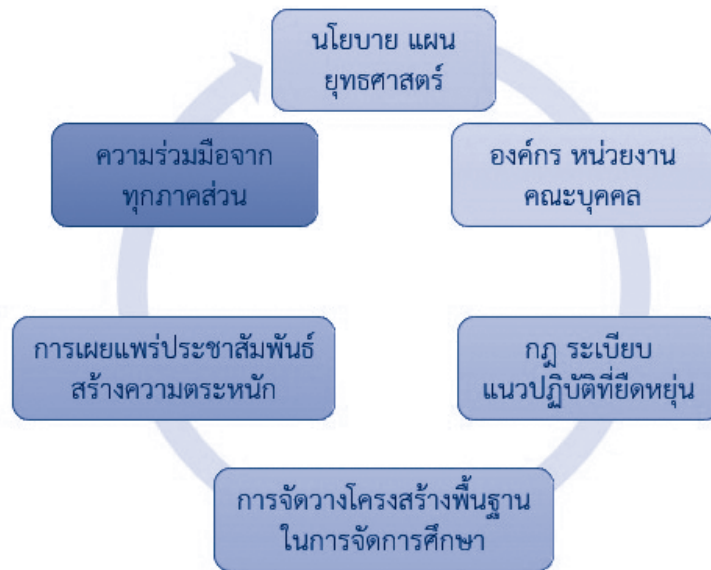 นโยบาย แผน
ยุทธศาสตร์
องค์กร หน่วยงาน
คณะบุคคล
กฎ ระเบียบ
แนวปฏิบัติที่ยืดหยุ่น
การจัดวางโครงสร้างพื้นฐาน
ในการจัดการศึกษา
การเผยแพร่ประชาสัมพันธ์
สร้างความตระหนัก
ความร่วมมือจาก
ทุกภาคส่วน